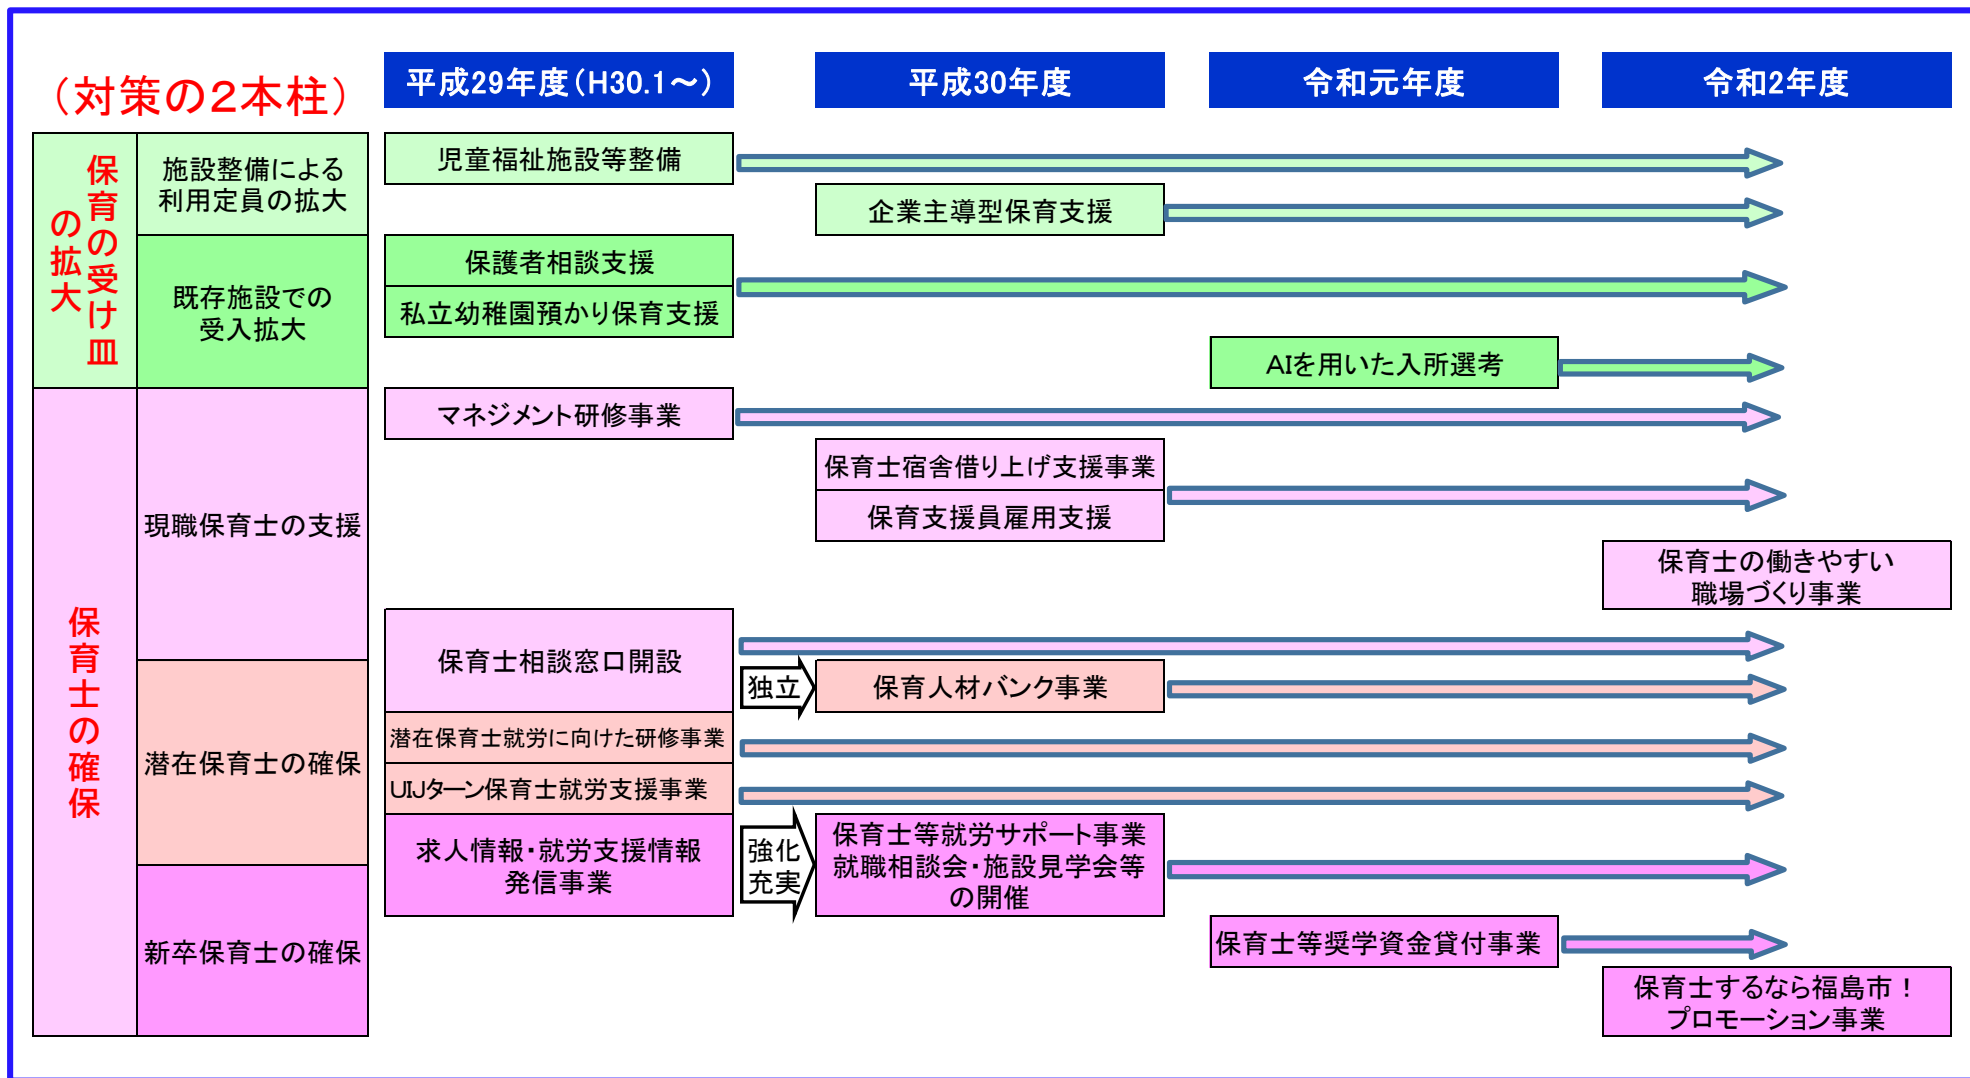 （対策の２本柱）
平成29年度（H30.1～）
平成30年度
令和元年度
令和2年度
保育の受け皿
の拡大
施設整備による
利用定員の拡大
児童福祉施設等整備
企業主導型保育支援
既存施設での
受入拡大
保護者相談支援
私立幼稚園預かり保育支援
AIを用いた入所選考
保育士の確保
現職保育士の支援
マネジメント研修事業
保育士宿舎借り上げ支援事業
保育支援員雇用支援
保育士の働きやすい
職場づくり事業
保育士相談窓口開設
独立
保育人材バンク事業
潜在保育士の確保
潜在保育士就労に向けた研修事業
UIJターン保育士就労支援事業
求人情報・就労支援情報
発信事業
強化
充実
保育士等就労サポート事業
就職相談会・施設見学会等
の開催
新卒保育士の確保
保育士等奨学資金貸付事業
保育士するなら福島市！
プロモーション事業